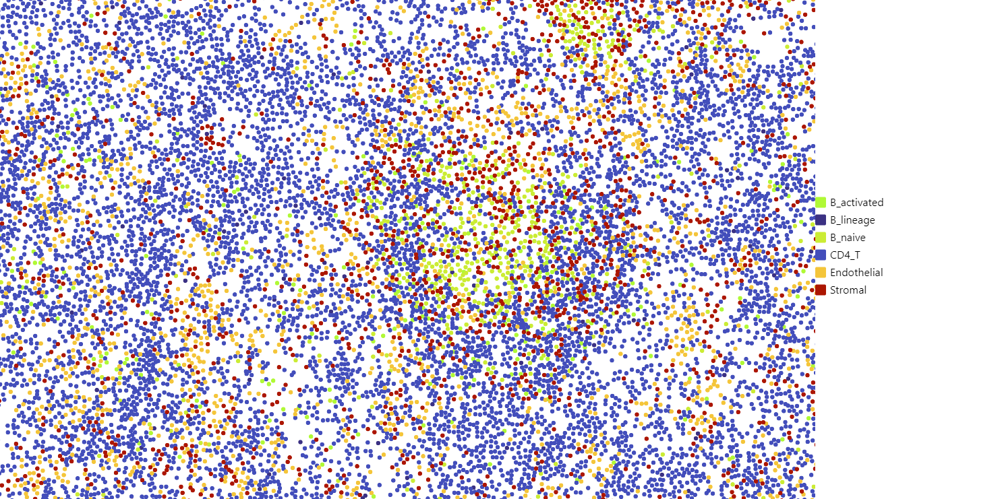 B_activated
B_lineage
B_naive
CD4_T
Endothelial
Stromal